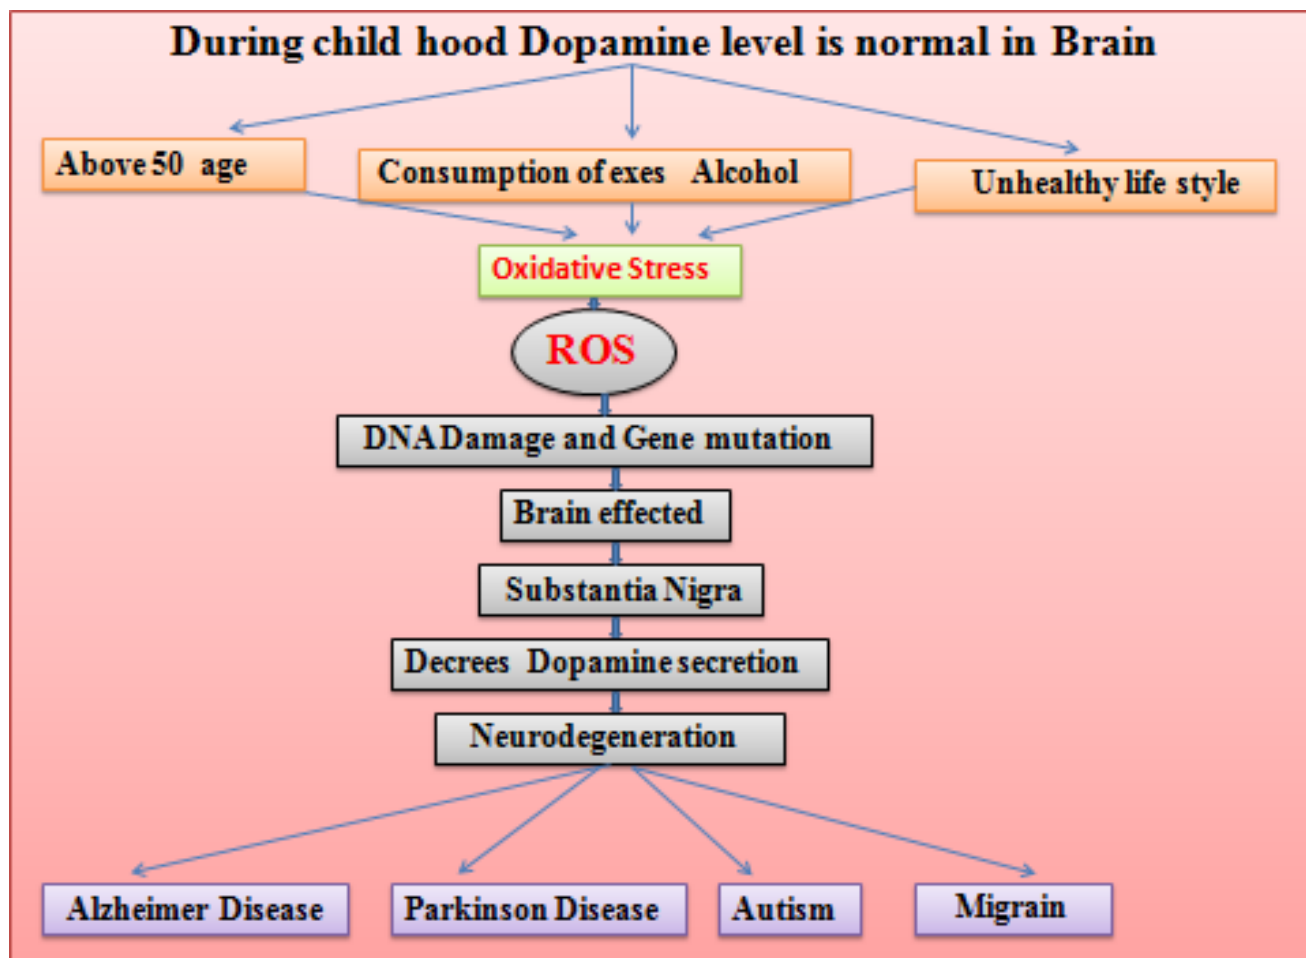 During child hood Dopamine level is normal in Brain
Above 50 age
Consumption of exes Alcohol
Unhealthy life style
Oxidative Stress
ROS
DNA Damage and Gene mutation
Brain effected
Substantia Nigra
Decrees Dopamine secretion
Neurodegeneration
Alzheimer Disease
Parkinson Disease
Autism
Migrain